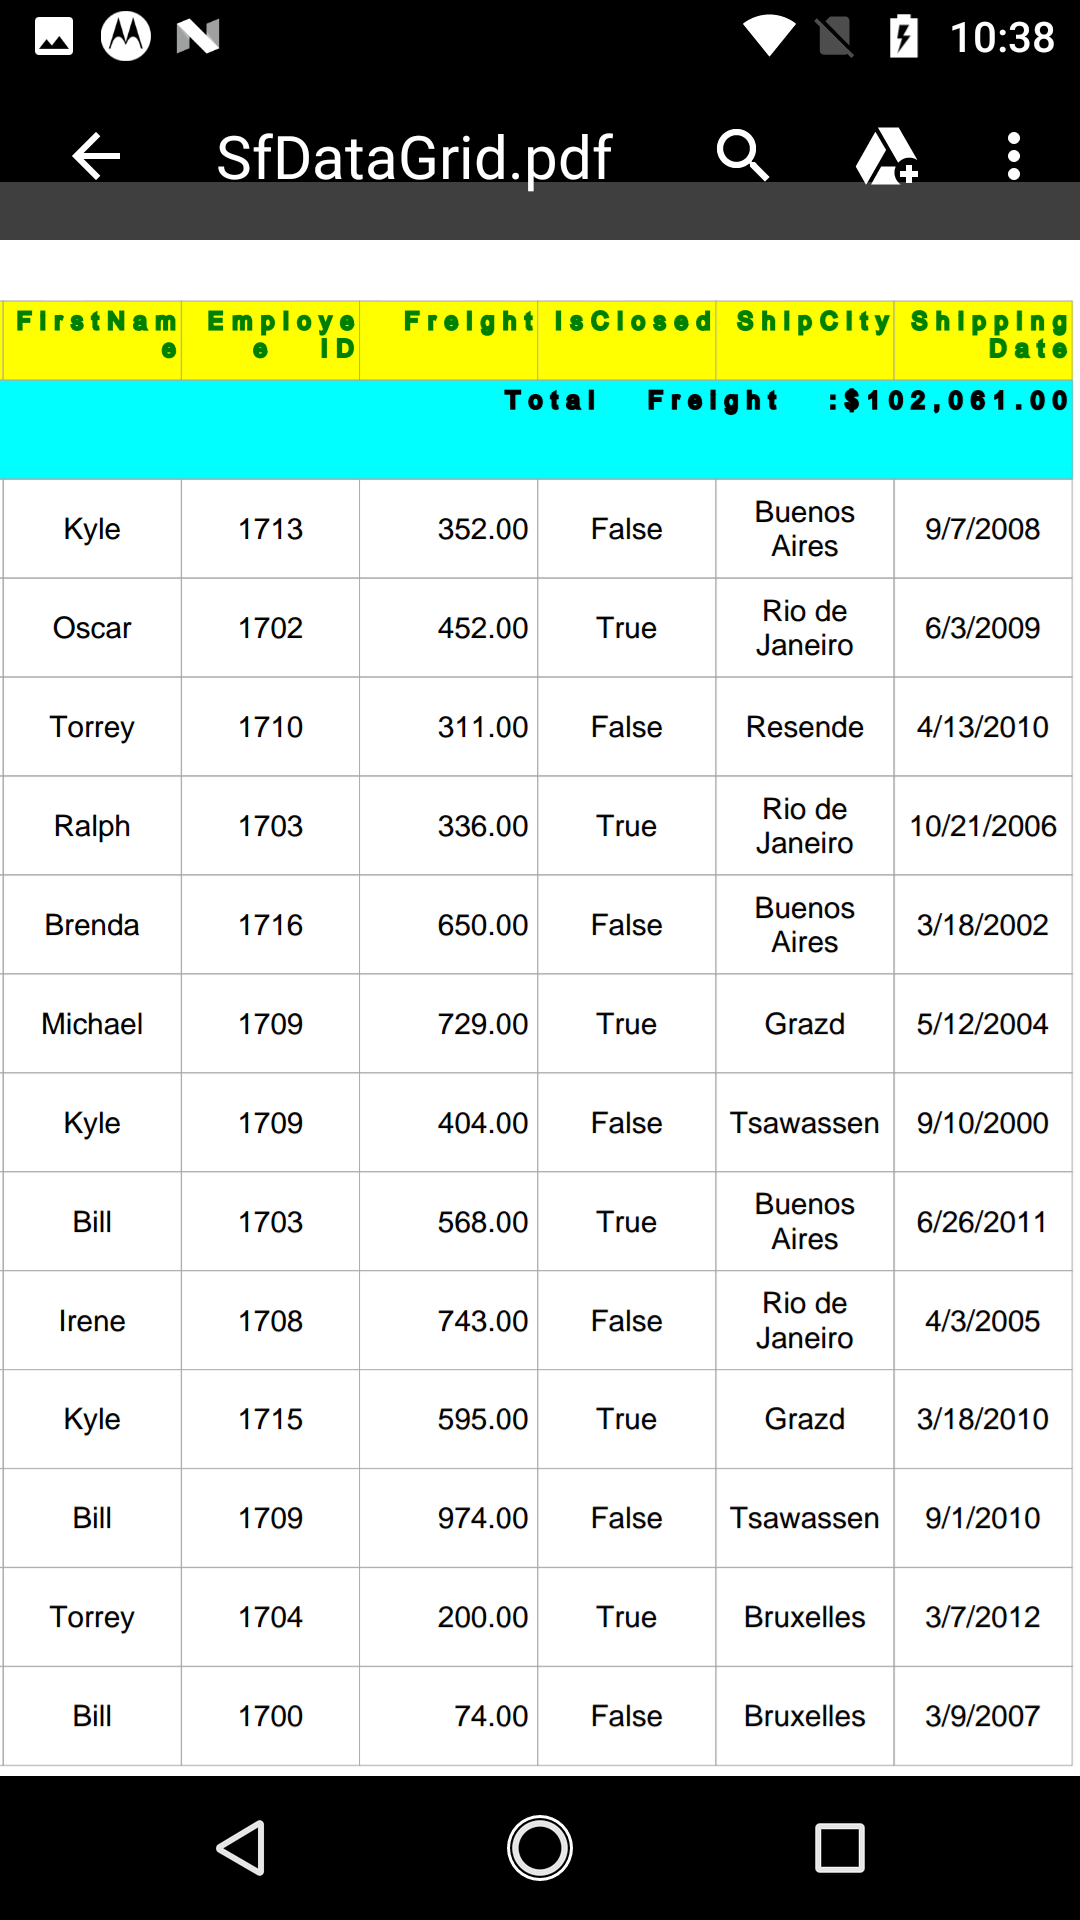 10:38
SfDataGrid.pdf
FirstNam Employe Freight IsClosed ShipCity Shipping
e e ID Date
Total Freight :$102,061.00
Kyle 1713 352.00 False Buenos Aires 9/7/2008
Oscar 1702 452.00 True Rio de Janeiro 6/3/2009
Torrey 1710 311.00 False Resende 4/13/2010
Ralph 1703 336.00 True Rio de Janeiro 10/21/2006
Brenda 1716 650.00 False Buenos Aires 3/18/2002
Michael 1709 729.00 True Grazd 5/12/2004
Kyle 1709 404.00 False Tsawassen 9/10/2000
Bill 1703 568.00 True Buenos Aires 6/26/2011
Irene 1708 743.00 False Rio de Janeiro 4/3/2005
Kyle 1715 595.00 True Grazd 3/18/2010
Bill 1709 974.00 False Tsawassen 9/1/2010
Torrey 1704 200.00 True Bruxelles 3/7/2012
Bill 1700 74.00 False Bruxelles 3/9/2007